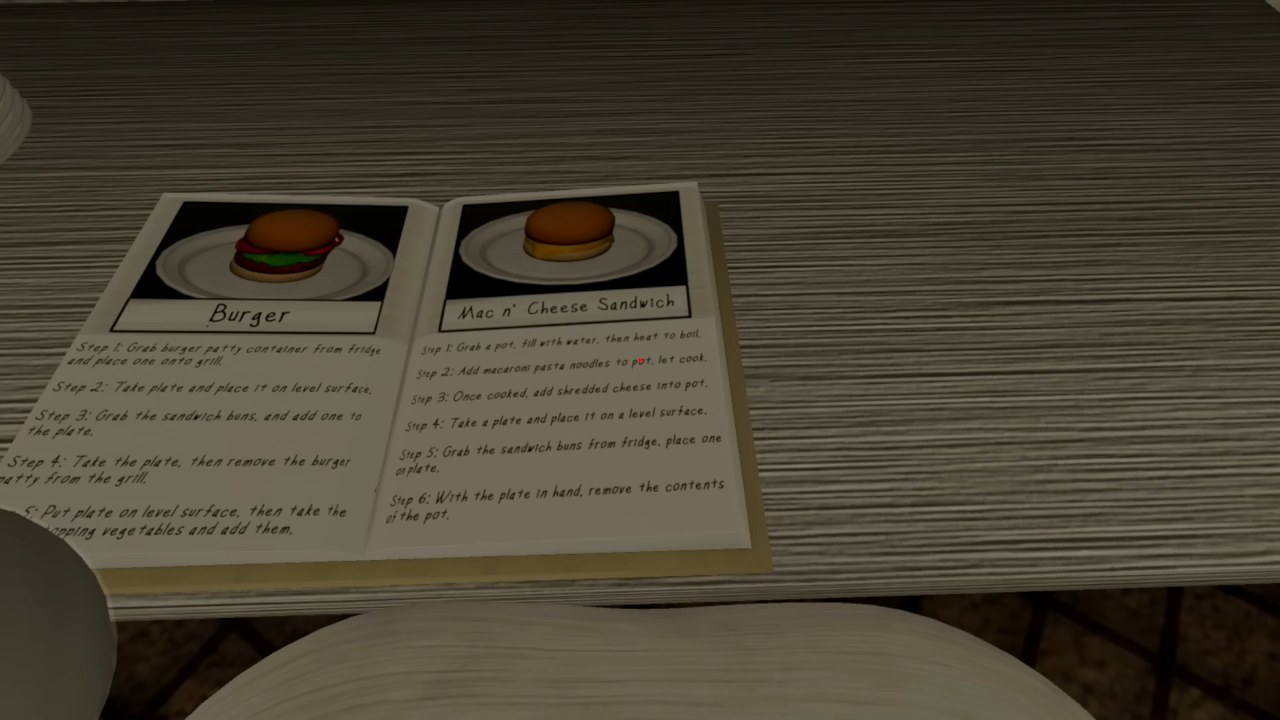 Burger
Step 1: Grab burger patty container from fridge
and place one onto grill.
Step 2: Take plate and place it on level surface.
Step 3: Grab the sandwich buns, and add one to
the plate.
Step 4: Take the plate, then remove the burger
patty from the grill.
5: Put plate on level surface, then take the
vegetables and add them.
Mac n' Cheese Sandwich
Step 1: Grab a pot, fill with water, then heat to boil.
Step 2: Add macaroni pasta noodles to pot, let cook.
Step 3: Once cooked, add shredded cheese into pot.
Step 4: Take a plate and place it on a level surface.
Step 5: Grab the sandwich buns from fridge, place one
on plate.
Step 6: With the plate in hand, remove the contents
of the pot.